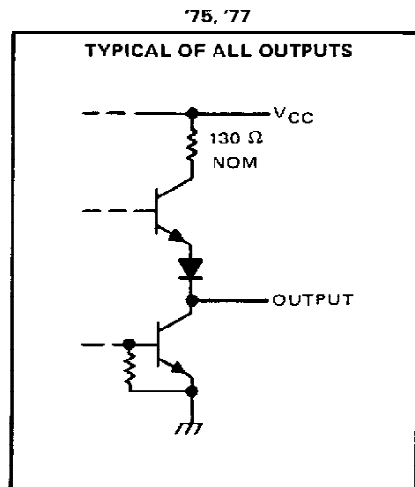 '75, '77
TYPICAL OF ALL OUTPUTS
VCC
130 Ω
NOM
OUTPUT